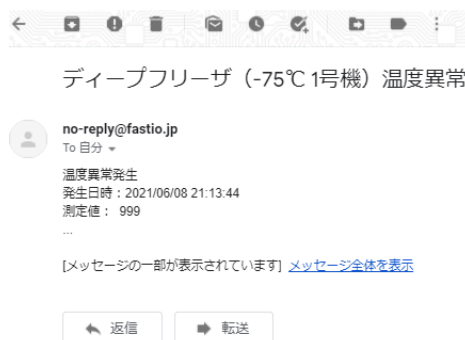 ディープフリーザ（-75℃ 1号機）温度異常
no-reply@fastio.jp
To 自分
温度異常発生
発生日時：2021/06/08 21:13:44
測定値： 999
...
[メッセージの一部が表示されています] メッセージ全体を表示
返信 転送